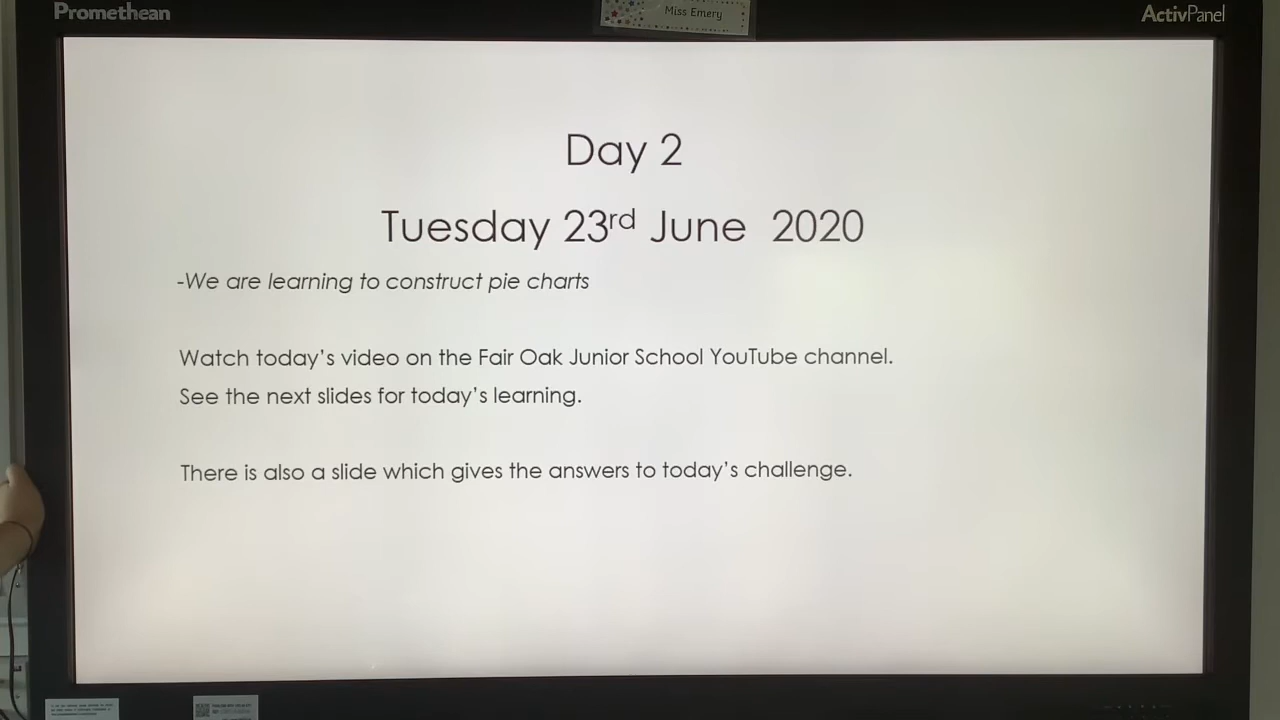 Promethean
Miss Emery
ActivPanel
Day 2
Tuesday 23rd June 2020
-We are learning to construct pie charts
Watch today's video on the Fair Oak Junior School YouTube channel.
See the next slides for today's learning.
There is also a slide which gives the answers to today's challenge.